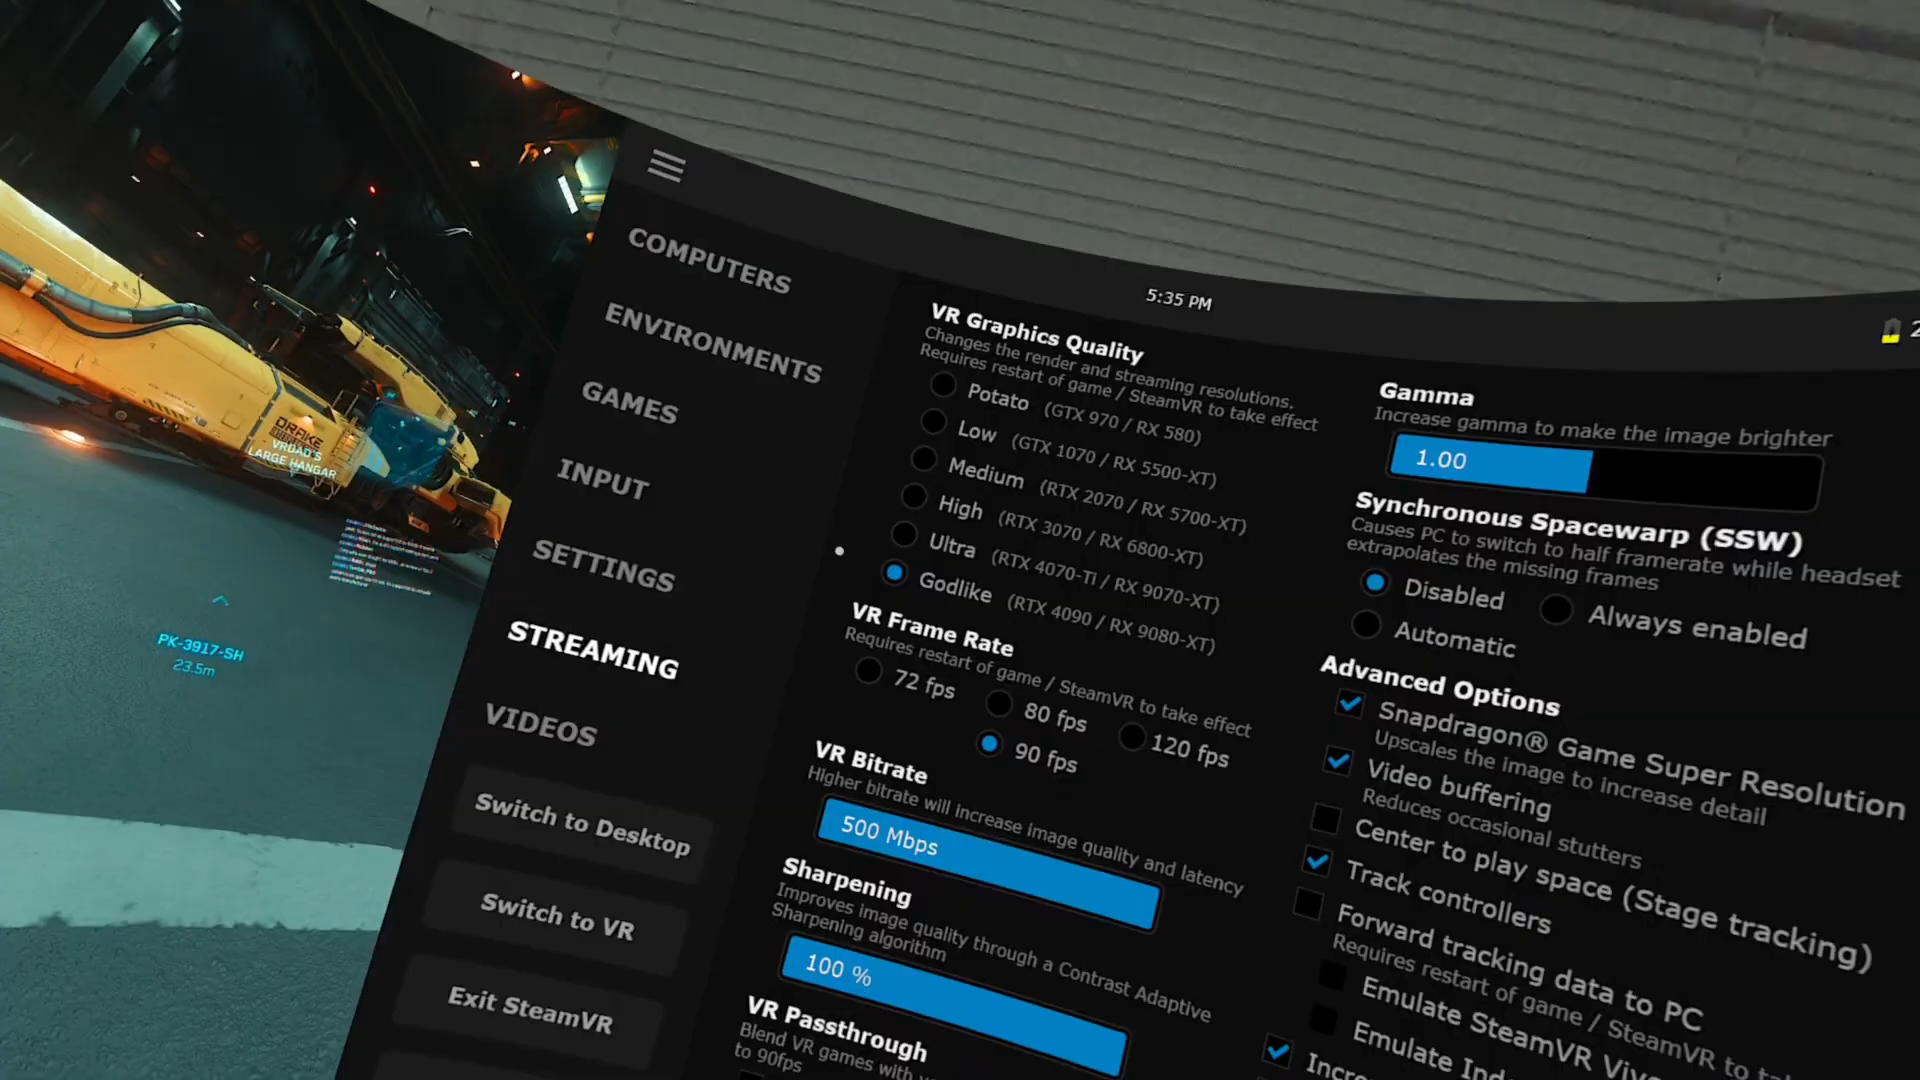 COMPUTERS
ENVIRONMENTS
GAMES
INPUT
SETTINGS
STREAMING
VIDEOS
Switch to Desktop
Switch to VR
Exit SteamVR
5:35 PM
VR Graphics Quality
Changes the render and streaming resolutions.
Requires restart of game / SteamVR to take effect
Potato (GTX 970 / RX 580)
Low (GTX 1070 / RX 5500-XT)
Medium (RTX 2070 / RX 5700-XT)
High (RTX 3070 / RX 6800-XT)
Ultra (RTX 4070-Ti / RX 9070-XT)
Godlike (RTX 4090 / RX 9080-XT)
VR Frame Rate
Requires restart of game / SteamVR to take effect
72 fps
80 fps
90 fps
120 fps
VR Bitrate
Higher bitrate will increase image quality and latency
500 Mbps
Sharpening
Improves image quality through a Contrast Adaptive
Sharpening algorithm
100 %
VR Passthrough
Blend VR games with
to 90fps
Gamma
Increase gamma to make the image brighter
1.00
Synchronous Spacewarp (SSW)
Causes PC to switch to half framerate while headset
extrapolates the missing frames
Disabled
Always enabled
Automatic
Advanced Options
Snapdragon® Game Super Resolution
Upscales the image to increase detail
Video buffering
Reduces occasional stutters
Center to play space (Stage tracking)
Track controllers
Forward tracking data to PC
Requires restart of game / SteamVR to
Emulate SteamVR
Emulate
DRAKE
VRDAD'S
LARGE HANGAR
PK-3917-SH
23.5m